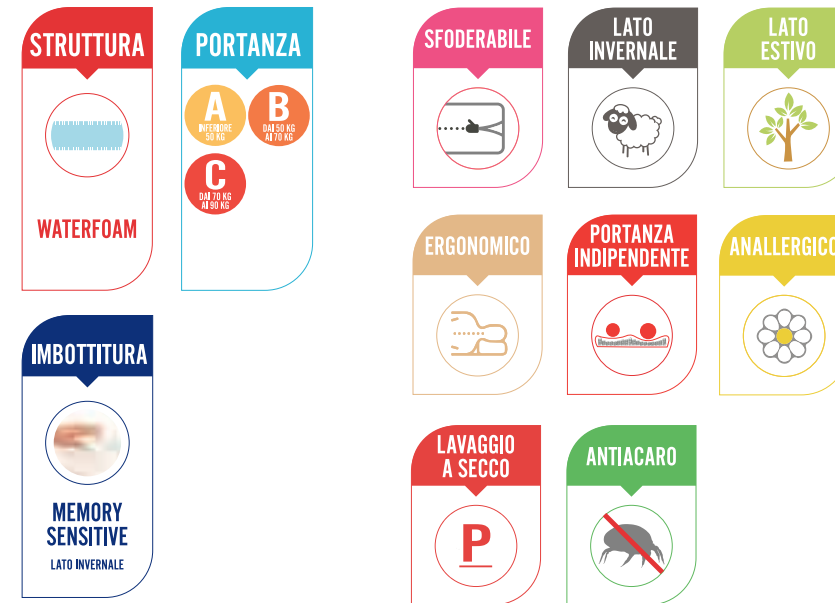 STRUTTURA
WATERFOAM
PORTANZA
A
INFERIORE
50 KG
B
DAI 50 KG
AI 70 KG
C
DAI 70 KG
AI 90 KG
IMBOTTITURA
MEMORY
SENSITIVE
LATO INVERNALE
SFODERABILE
LATO
INVERNALE
LATO
ESTIVO
ERGONOMICO
PORTANZA
INDIPENDENTE
ANALLERGICO
LAVAGGIO
A SECCO
P
ANTIACARO